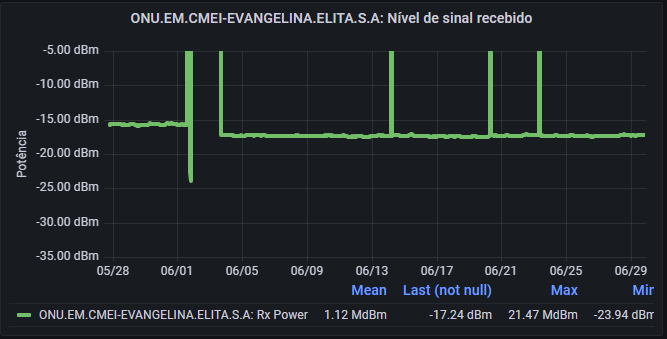 ONU.EM.CMEI-EVANGELINA.ELITA.S.A: Nível de sinal recebido
-5.00 dBm
-10.00 dBm
-15.00 dBm
-20.00 dBm
-25.00 dBm
-30.00 dBm
-35.00 dBm
Potência
05/28 06/01 06/05 06/09 06/13 06/17 06/21 06/25 06/29
Mean Last (not null) Max Min
ONU.EM.CMEI-EVANGELINA.ELIT.S.A: Rx Power 1.12 MdBm -17.24 dBm 21.47 MdBm -23.94 dBm